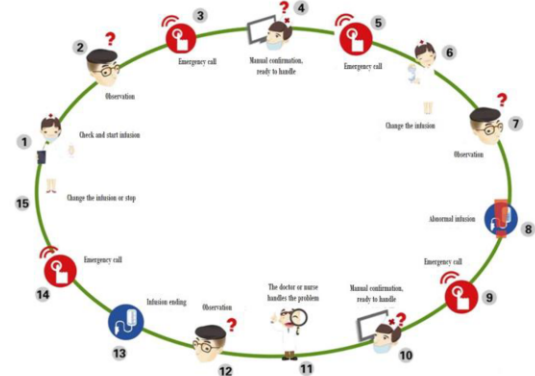 1
Check and start infusion
2
Observation
3
Emergency call
4
Manual confirmation,
ready to handle
5
Emergency call
6
Change the infusion
7
Observation
8
Abnormal infusion
9
Emergency call
10
Manual confirmation,
ready to handle
11
The doctor or nurse
handles the problem
12
Observation
13
Infusion ending
14
Emergency call
15
Change the infusion or stop
?
?
?
?
?
?